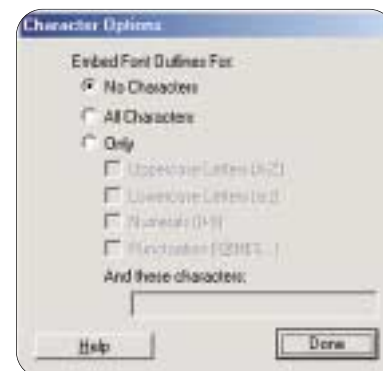 Character Options
Embed Font Outlines For:
No Characters
All Characters
Only
Uppercase Letters (A-Z)
Lowercase Letters (a-z)
Numerals (0-9)
Punctuation
And these characters:
Help
Done